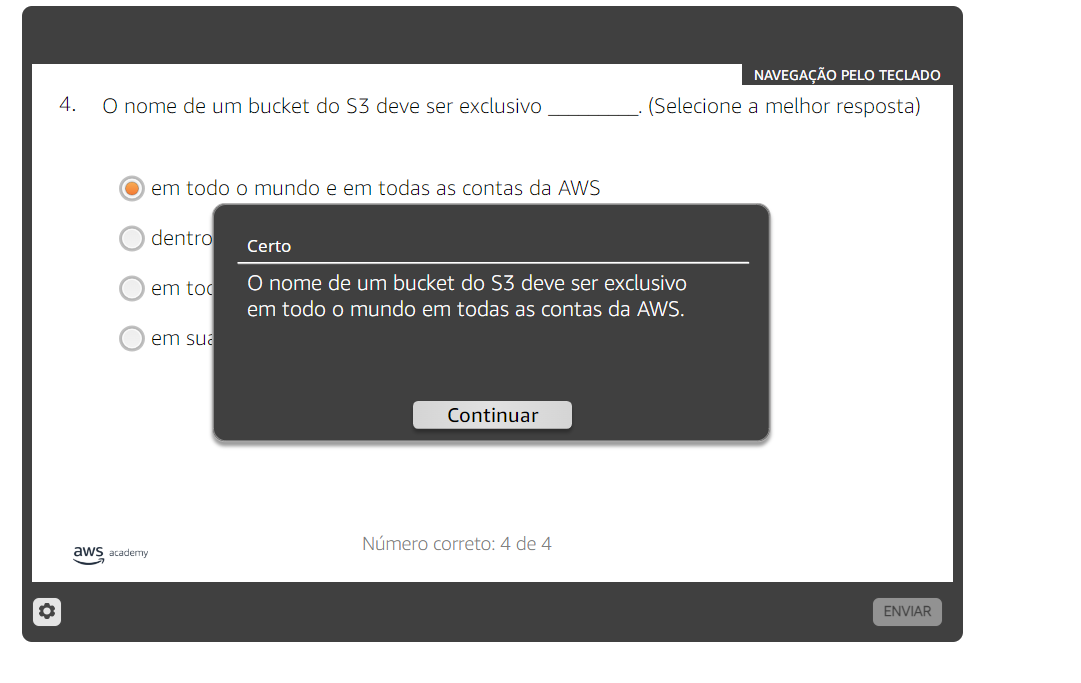 NAVEGAÇÃO PELO TECLADO
4. O nome de um bucket do S3 deve ser exclusivo _________. (Selecione a melhor resposta)
em todo o mundo e em todas as contas da AWS
dentro
em
em
Certo
O nome de um bucket do S3 deve ser exclusivo
em todo o mundo em todas as contas da AWS.
Continuar
Número correto: 4 de 4
aws academy
ENVIAR